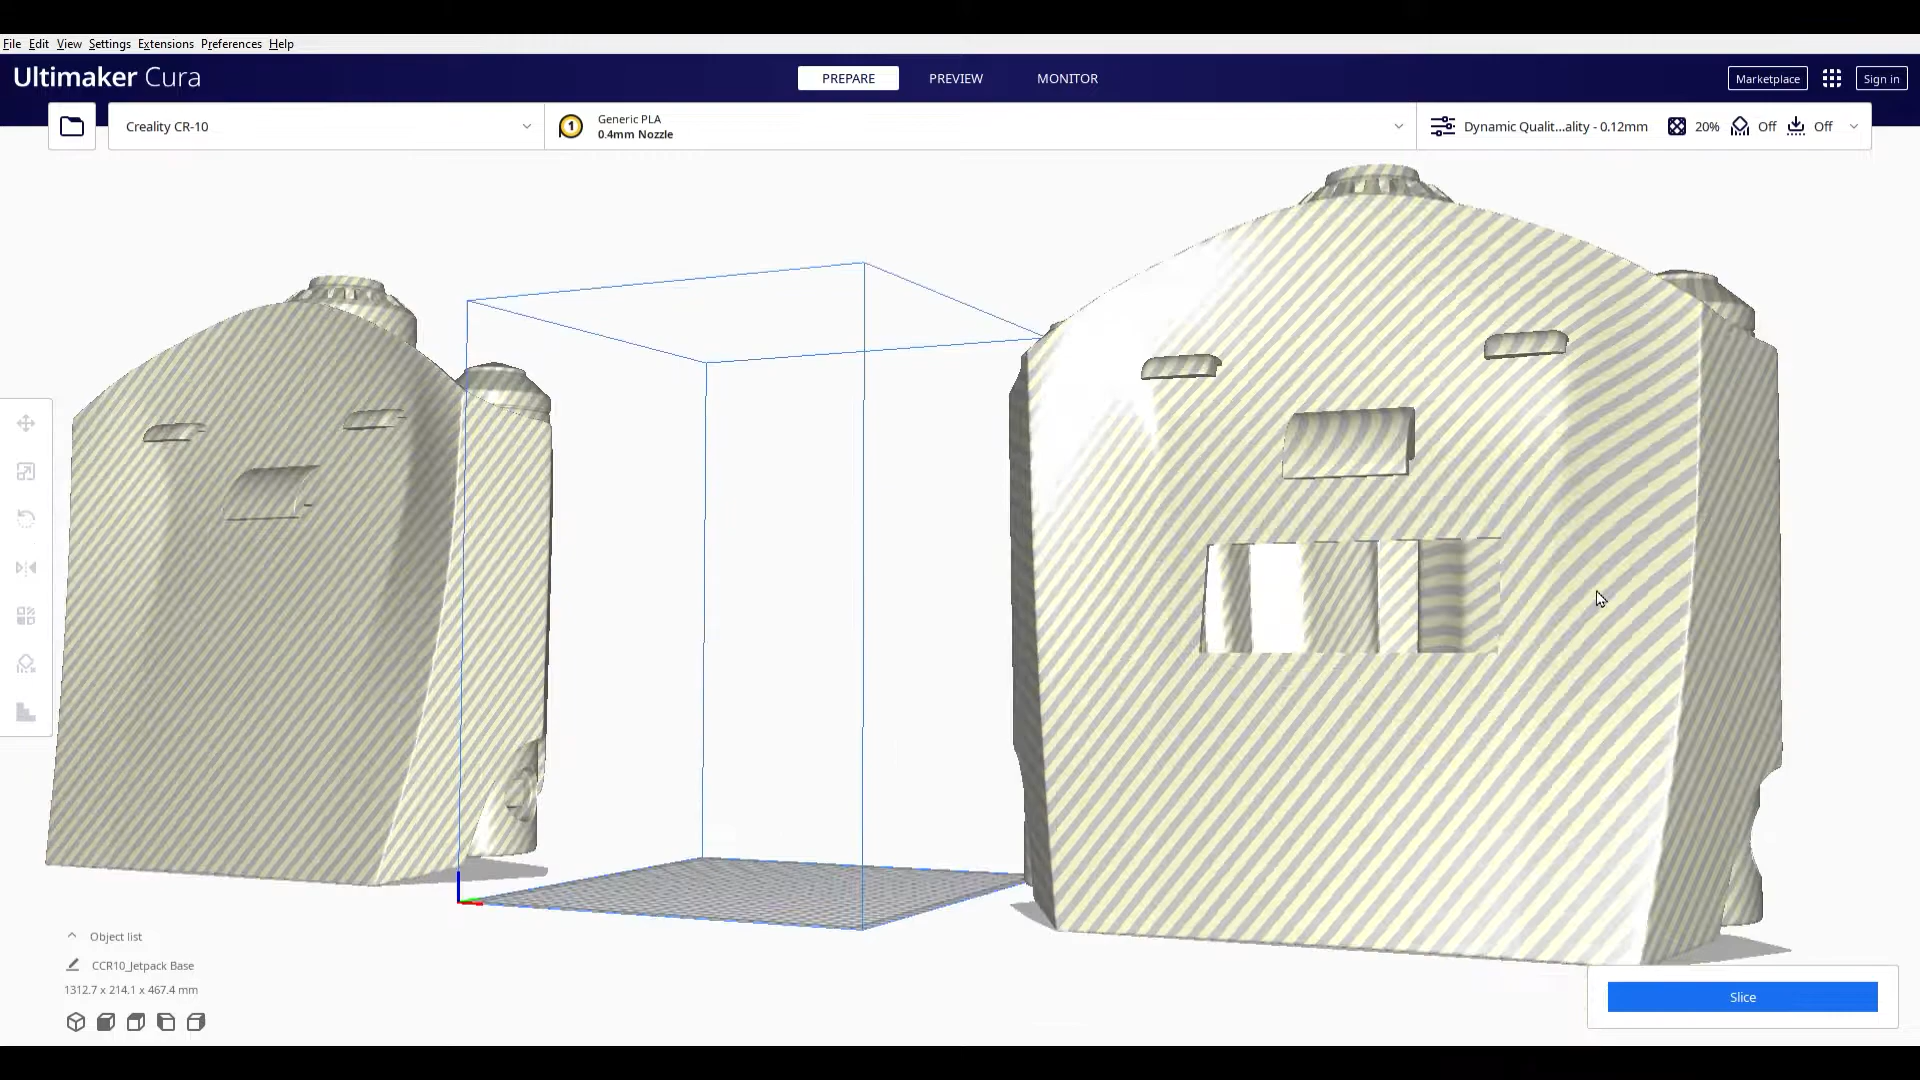 File Edit View Settings Extensions Preferences Help
Ultimaker Cura
PREPARE PREVIEW MONITOR
Marketplace Sign in
Creality CR-10
1 Generic PLA
0.4mm Nozzle
Dynamic Qualit...ality - 0.12mm 20% Off Off
Object list
CCR10_Jetpack Base
1312.7 x 214.1 x 467.4 mm
Slice